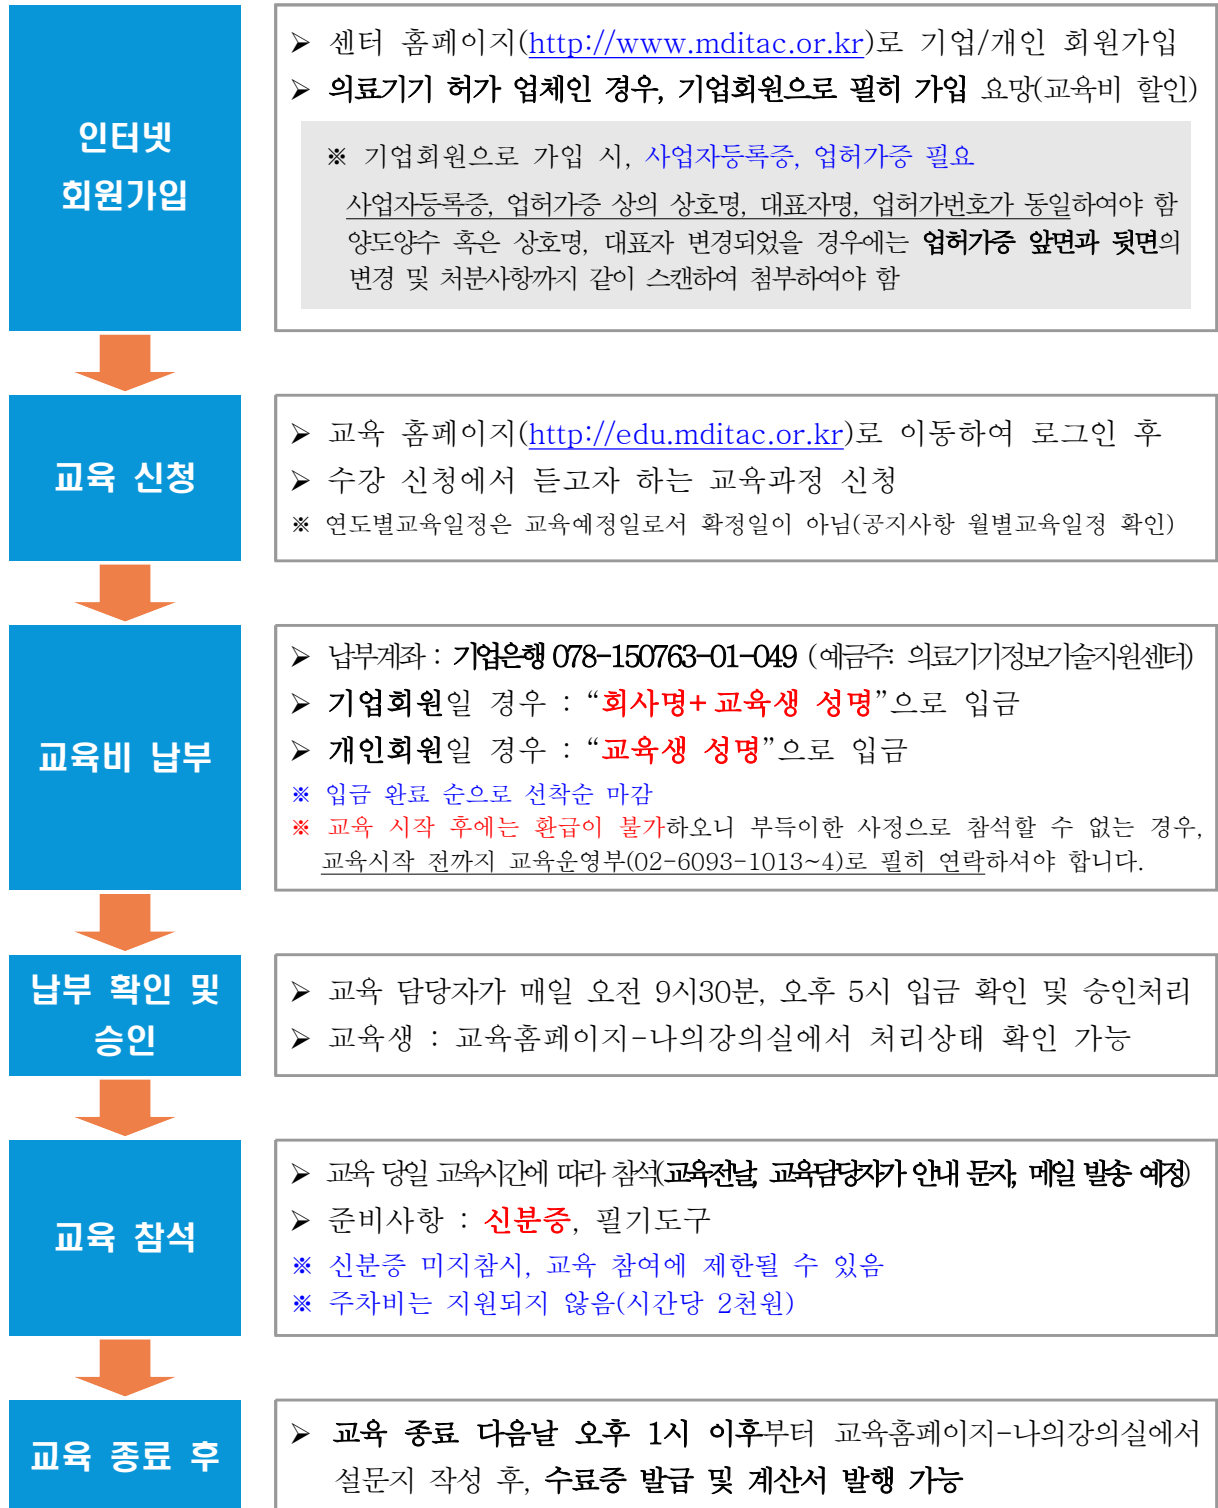 인터넷
회원가입
➢ 센터 홈페이지(http://www.mditac.or.kr)로 기업/개인 회원가입
➢ 의료기기 허가 업체인 경우, 기업회원으로 필히 가입 요망(교육비 할인)
※ 기업회원으로 가입 시, 사업자등록증, 업허가증 필요
사업자등록증, 업허가증 상의 상호명, 대표자명, 업허가번호가 동일하여야 함
양도양수 혹은 상호명, 대표자 변경되었을 경우에는 업허가증 앞면과 뒷면의
변경 및 처분사항까지 같이 스캔하여 첨부하여야 함
교육 신청
➢ 교육 홈페이지(http://edu.mditac.or.kr)로 이동하여 로그인 후
➢ 수강 신청에서 듣고자 하는 교육과정 신청
※ 연도별교육일정은 교육예정일로서 확정일이 아님(공지사항 월별교육일정 확인)
교육비 납부
➢ 납부계좌 : 기업은행 078-150763-01-049 (예금주: 의료기기정보기술지원센터)
➢ 기업회원일 경우 : “회사명+교육생 성명”으로 입금
➢ 개인회원일 경우 : “교육생 성명”으로 입금
※ 입금 완료 순으로 선착순 마감
※ 교육 시작 후에는 환급이 불가하오니 부득이한 사정으로 참석할 수 없는 경우,
교육시작 전까지 교육운영부(02-6093-1013~4)로 필히 연락하셔야 합니다.
납부 확인 및
승인
➢ 교육 담당자가 매일 오전 9시30분, 오후 5시 입금 확인 및 승인처리
➢ 교육생 : 교육홈페이지-나의강의실에서 처리상태 확인 가능
교육 참석
➢ 교육 당일 교육시간에 따라 참석(교육전날, 교육담당자가 안내 문자, 메일 발송 예정)
➢ 준비사항 : 신분증, 필기도구
※ 신분증 미지참시, 교육 참여에 제한될 수 있음
※ 주차비는 지원되지 않음(시간당 2천원)
교육 종료 후
➢ 교육 종료 다음날 오후 1시 이후부터 교육홈페이지-나의강의실에서
설문지 작성 후, 수료증 발급 및 계산서 발행 가능